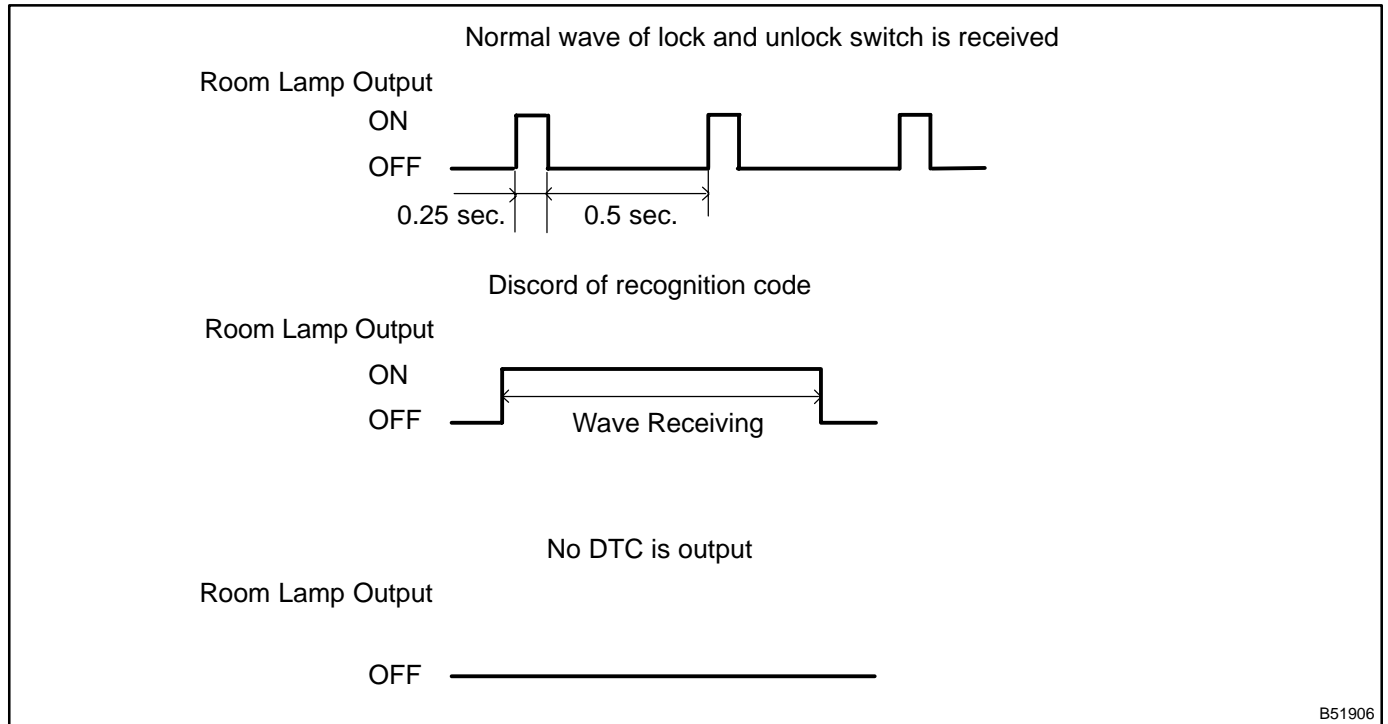 Normal wave of lock and unlock switch is received
Room Lamp Output
ON
OFF
0.25 sec.
0.5 sec.
Discord of recognition code
Room Lamp Output
ON
OFF
Wave Receiving
No DTC is output
Room Lamp Output
OFF
B51906